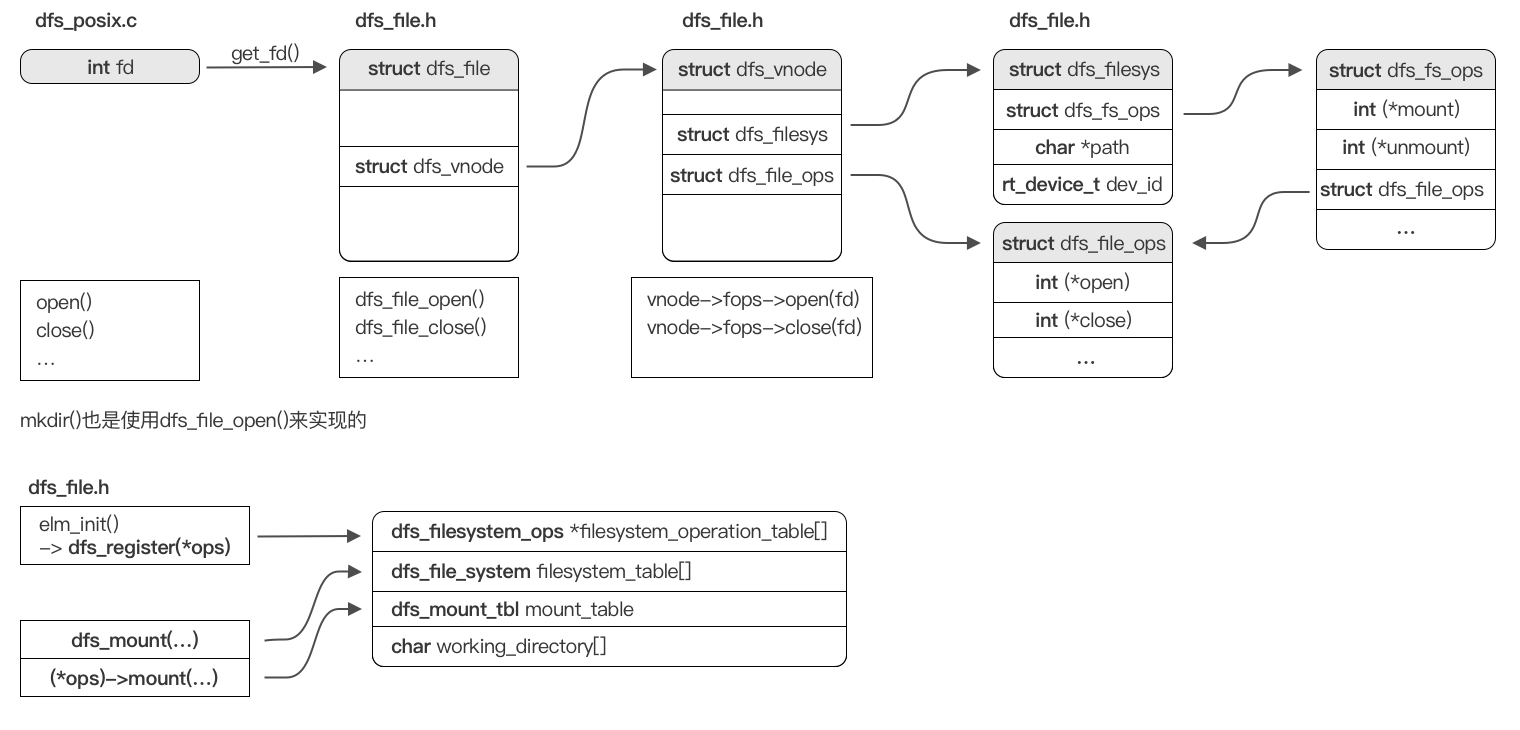 dfs_posix.c
int fd
get_fd()
open()
close()
...
dfs_file.h
struct dfs_file
struct dfs_vnode
dfs_file_open()
dfs_file_close()
...
dfs_file.h
struct dfs_vnode
struct dfs_filesys
struct dfs_file_ops
vnode->fops->open(fd)
vnode->fops->close(fd)
dfs_file.h
struct dfs_filesys
struct dfs_fs_ops
char *path
rt_device_t dev_id
struct dfs_file_ops
int (*open)
int (*close)
...
struct dfs_fs_ops
int (*mount)
int (*unmount)
struct dfs_file_ops
...
mkdir()也是使用dfs_file_open()来实现的
dfs_file.h
elm_init()
-> dfs_register(*ops)
dfs_mount(...)
(*ops)->mount(...)
dfs_filesystem_ops *filesystem_operation_table[]
dfs_file_system filesystem_table[]
dfs_mount_tbl mount_table
char working_directory[]